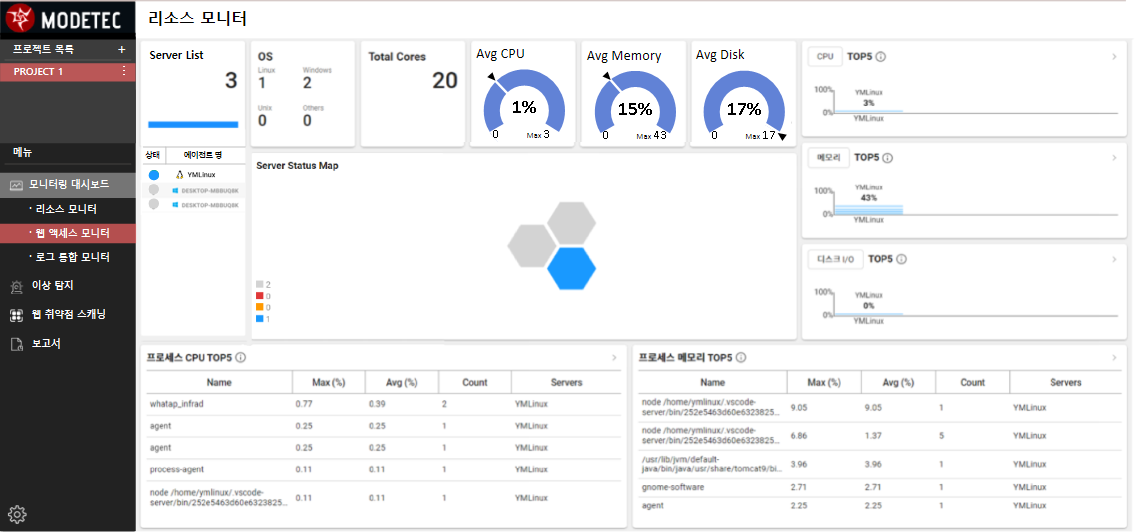 MODETEC
리소스 모니터
프로젝트 목록 +
PROJECT 1
메뉴
모니터링 대시보드
· 리소스 모니터
· 웹 액세스 모니터
· 로그 통합 모니터
이상 탐지
웹 취약점 스캐닝
보고서
Server List
3
상태 에이전트 명
YMLinux
DESKTOP-MBBUQ8K
DESKTOP-MBBUQ8K
OS
Linux Windows
1 2
Unix Others
0 0
Total Cores
20
Avg CPU
1%
0 Max 3
Avg Memory
15%
0 Max 43
Avg Disk
17%
0 Max 17
Server Status Map
2
0
0
1
CPU TOP5
YMLinux
100% 3%
0%
YMLinux
메모리 TOP5
YMLinux
100% 43%
0%
YMLinux
디스크 I/O TOP5
YMLinux
100% 0%
0%
YMLinux
프로세스 CPU TOP5
Name Max (%) Avg (%) Count Servers
whatap_infrad 0.77 0.39 2 YMLinux
agent 0.25 0.25 1 YMLinux
agent 0.25 0.25 1 YMLinux
process-agent 0.11 0.11 1 YMLinux
node /home/ymlinux/.vscode-
server/bin/252e5463d60e6323825... 0.11 0.11 1 YMLinux
프로세스 메모리 TOP5
Name Max (%) Avg (%) Count Servers
node /home/ymlinux/.vscode-
server/bin/252e5463d60e6323825... 9.05 9.05 1 YMLinux
node /home/ymlinux/.vscode-
server/bin/252e5463d60e6323825... 6.86 1.37 5 YMLinux
/usr/lib/jvm/default-
java/bin/java/usr/share/tomcat9/bi... 3.96 3.96 1 YMLinux
gnome-software 2.71 2.71 1 YMLinux
agent 2.25 2.25 1 YMLinux